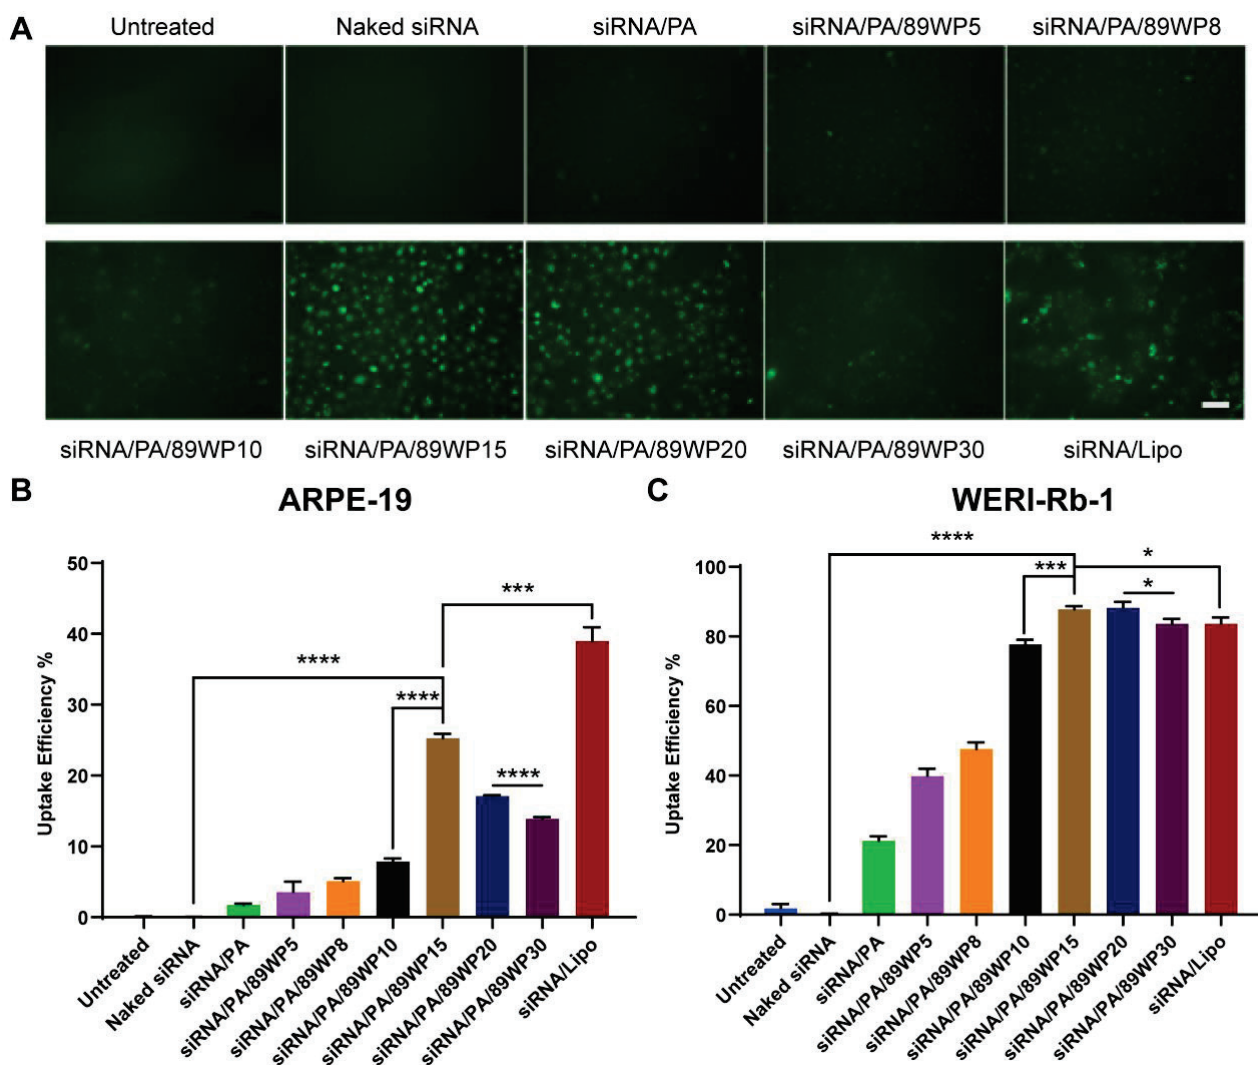 A
Untreated
Naked siRNA
siRNA/PA
siRNA/PA/89WP5
siRNA/PA/89WP8
siRNA/PA/89WP10
siRNA/PA/89WP15
siRNA/PA/89WP20
siRNA/PA/89WP30
siRNA/Lipo
B
ARPE-19
Uptake Efficiency %
50
40
30
20
10
0
****
****
****
***
Untreated
Naked siRNA
siRNA/PA
siRNA/PA/89WP5
siRNA/PA/89WP8
siRNA/PA/89WP10
siRNA/PA/89WP15
siRNA/PA/89WP20
siRNA/PA/89WP30
siRNA/Lipo
C
WERI-Rb-1
Uptake Efficiency %
100
80
60
40
20
0
****
***
*
*
Untreated
Naked siRNA
siRNA/PA
siRNA/PA/89WP5
siRNA/PA/89WP8
siRNA/PA/89WP10
siRNA/PA/89WP15
siRNA/PA/89WP20
siRNA/PA/89WP30
siRNA/Lipo